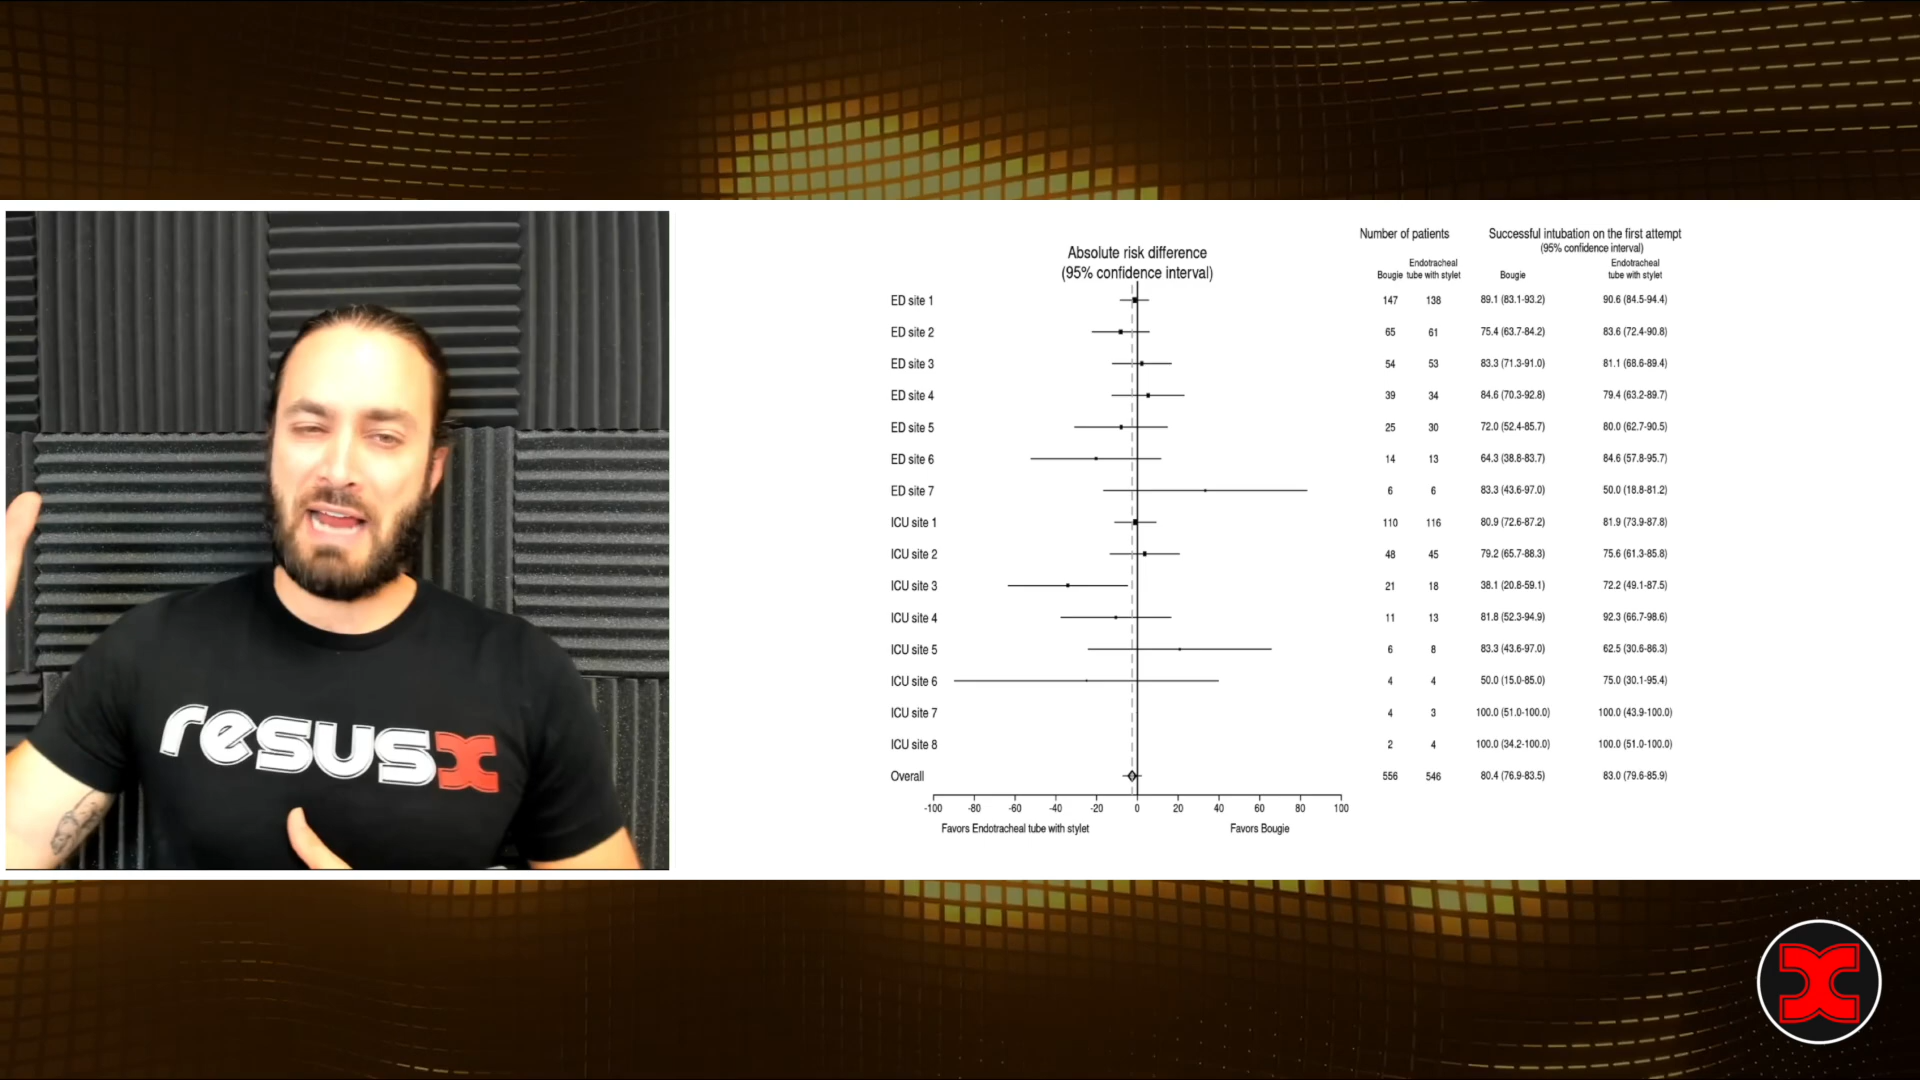 resusx
Number of patients
Successful intubation on the first attempt
(95% confidence interval)
Absolute risk difference
(95% confidence interval)
Bougie Endotracheal tube with stylet Bougie Endotracheal tube with stylet
ED site 1 147 138 89.1 (83.1-93.2) 90.6 (84.5-94.4)
ED site 2 65 61 75.4 (63.7-84.2) 83.6 (72.4-90.8)
ED site 3 54 53 83.3 (71.3-91.0) 81.1 (68.6-89.4)
ED site 4 39 34 84.6 (70.3-92.8) 79.4 (63.2-89.7)
ED site 5 25 30 72.0 (52.4-85.7) 80.0 (62.7-90.5)
ED site 6 14 13 64.3 (38.8-83.7) 84.6 (57.8-95.7)
ED site 7 6 6 83.3 (43.6-97.0) 50.0 (18.8-81.2)
ICU site 1 110 116 80.9 (72.6-87.2) 81.9 (73.9-87.8)
ICU site 2 48 45 79.2 (65.7-88.3) 75.6 (61.3-85.8)
ICU site 3 21 18 38.1 (20.8-59.1) 72.2 (49.1-87.5)
ICU site 4 11 13 81.8 (52.3-94.9) 92.3 (66.7-98.6)
ICU site 5 6 8 83.3 (43.6-97.0) 62.5 (30.6-86.3)
ICU site 6 4 4 50.0 (15.0-85.0) 75.0 (30.1-95.4)
ICU site 7 4 3 100.0 (51.0-100.0) 100.0 (43.9-100.0)
ICU site 8 2 4 100.0 (34.2-100.0) 100.0 (51.0-100.0)
Overall 556 546 80.4 (76.9-83.5) 83.0 (79.6-85.9)
-100 -80 -60 -40 -20 0 20 40 60 80 100
Favors Endotracheal tube with stylet Favors Bougie
X